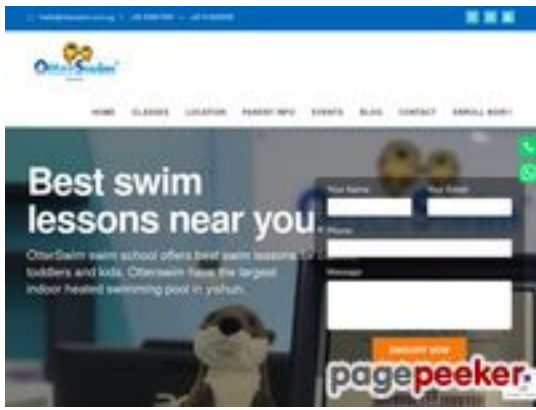 OtterSwim
HOME CLASSES LOCATION PARENT INFO EVENTS BLOG CONTACT ENROLL NOW!
Best swim
lessons near you
OtterSwim swim school offers best swim lessons for
toddlers and kids. Otterswim have the largest
indoor heated swimming pool in yishun.
Your Name
Your Email
Phone
Message
ENQUIRY NOW
pagepeeker